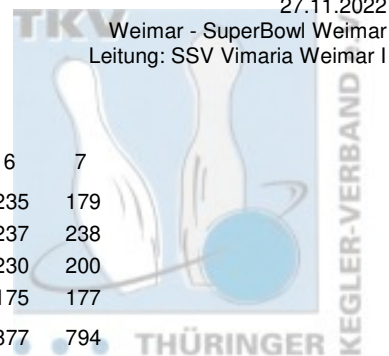 27.11.2022
TKV
Weimar - SuperBowl Weimar
Leitung: SSV Vimaria Weimar I
6 7
235 179
237 238
230 200
175 177
377 794
THÜRINGER
KEGLER-VERBAND e.V.